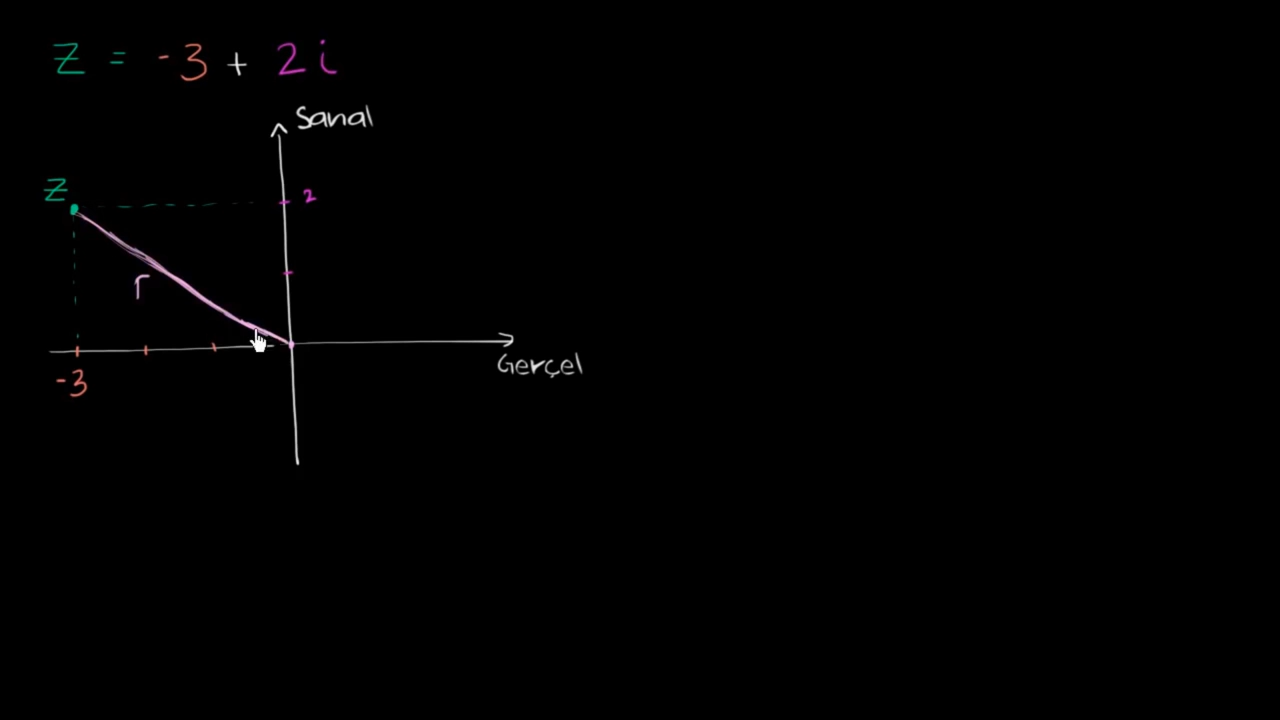 Z = -3 + 2i
Sanal
Z
2
r
-3
Gerçel